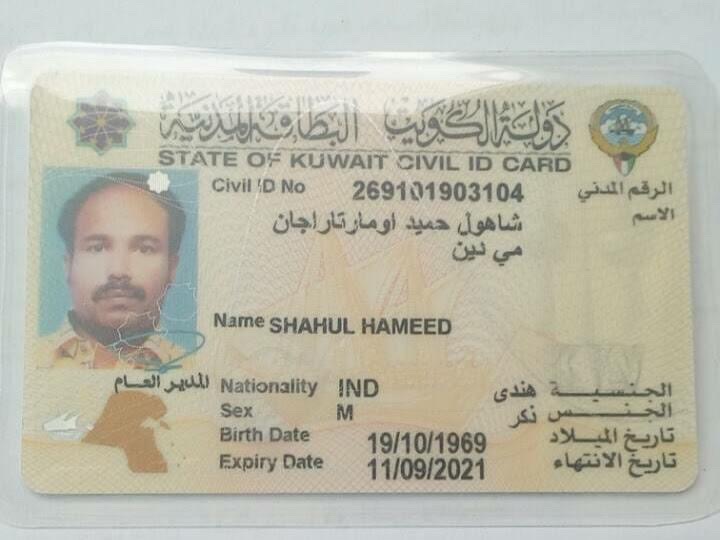 دولة الكويت البطاقة المدنية
STATE OF KUWAIT CIVIL ID CARD
Civil ID No 269101903104 الرقم المدني
الاسم
شاهول حميد اومارتاراجان
مي نين
Name SHAHUL HAMEED
المدير العام
Nationality IND الجنسية هندى
Sex M الجنس ذكر
Birth Date 19/10/1969 تاريخ الميلاد
Expiry Date 11/09/2021 تاريخ الانتهاء